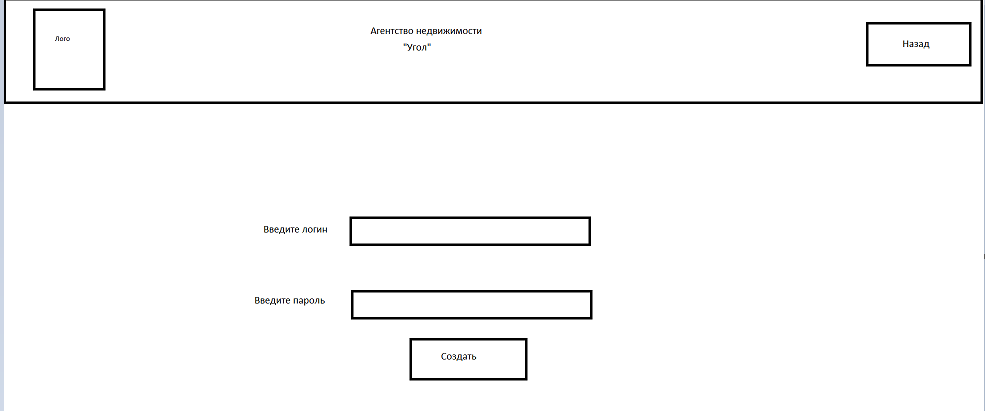 Лого
Агентство недвижимости
"Угол"
Назад
Введите логин
Введите пароль
Создать